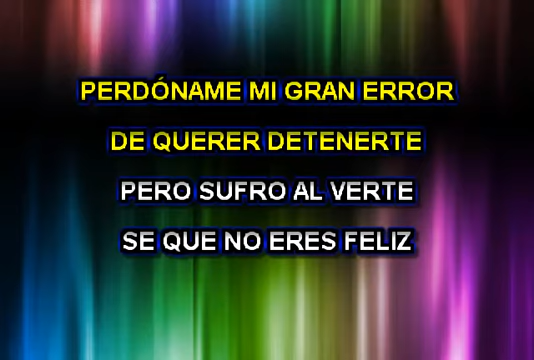 PERDÓNAME MI GRAN ERROR
DE QUERER DETENERTE
PERO SUFRO AL VERTE
SE QUE NO ERES FELIZ